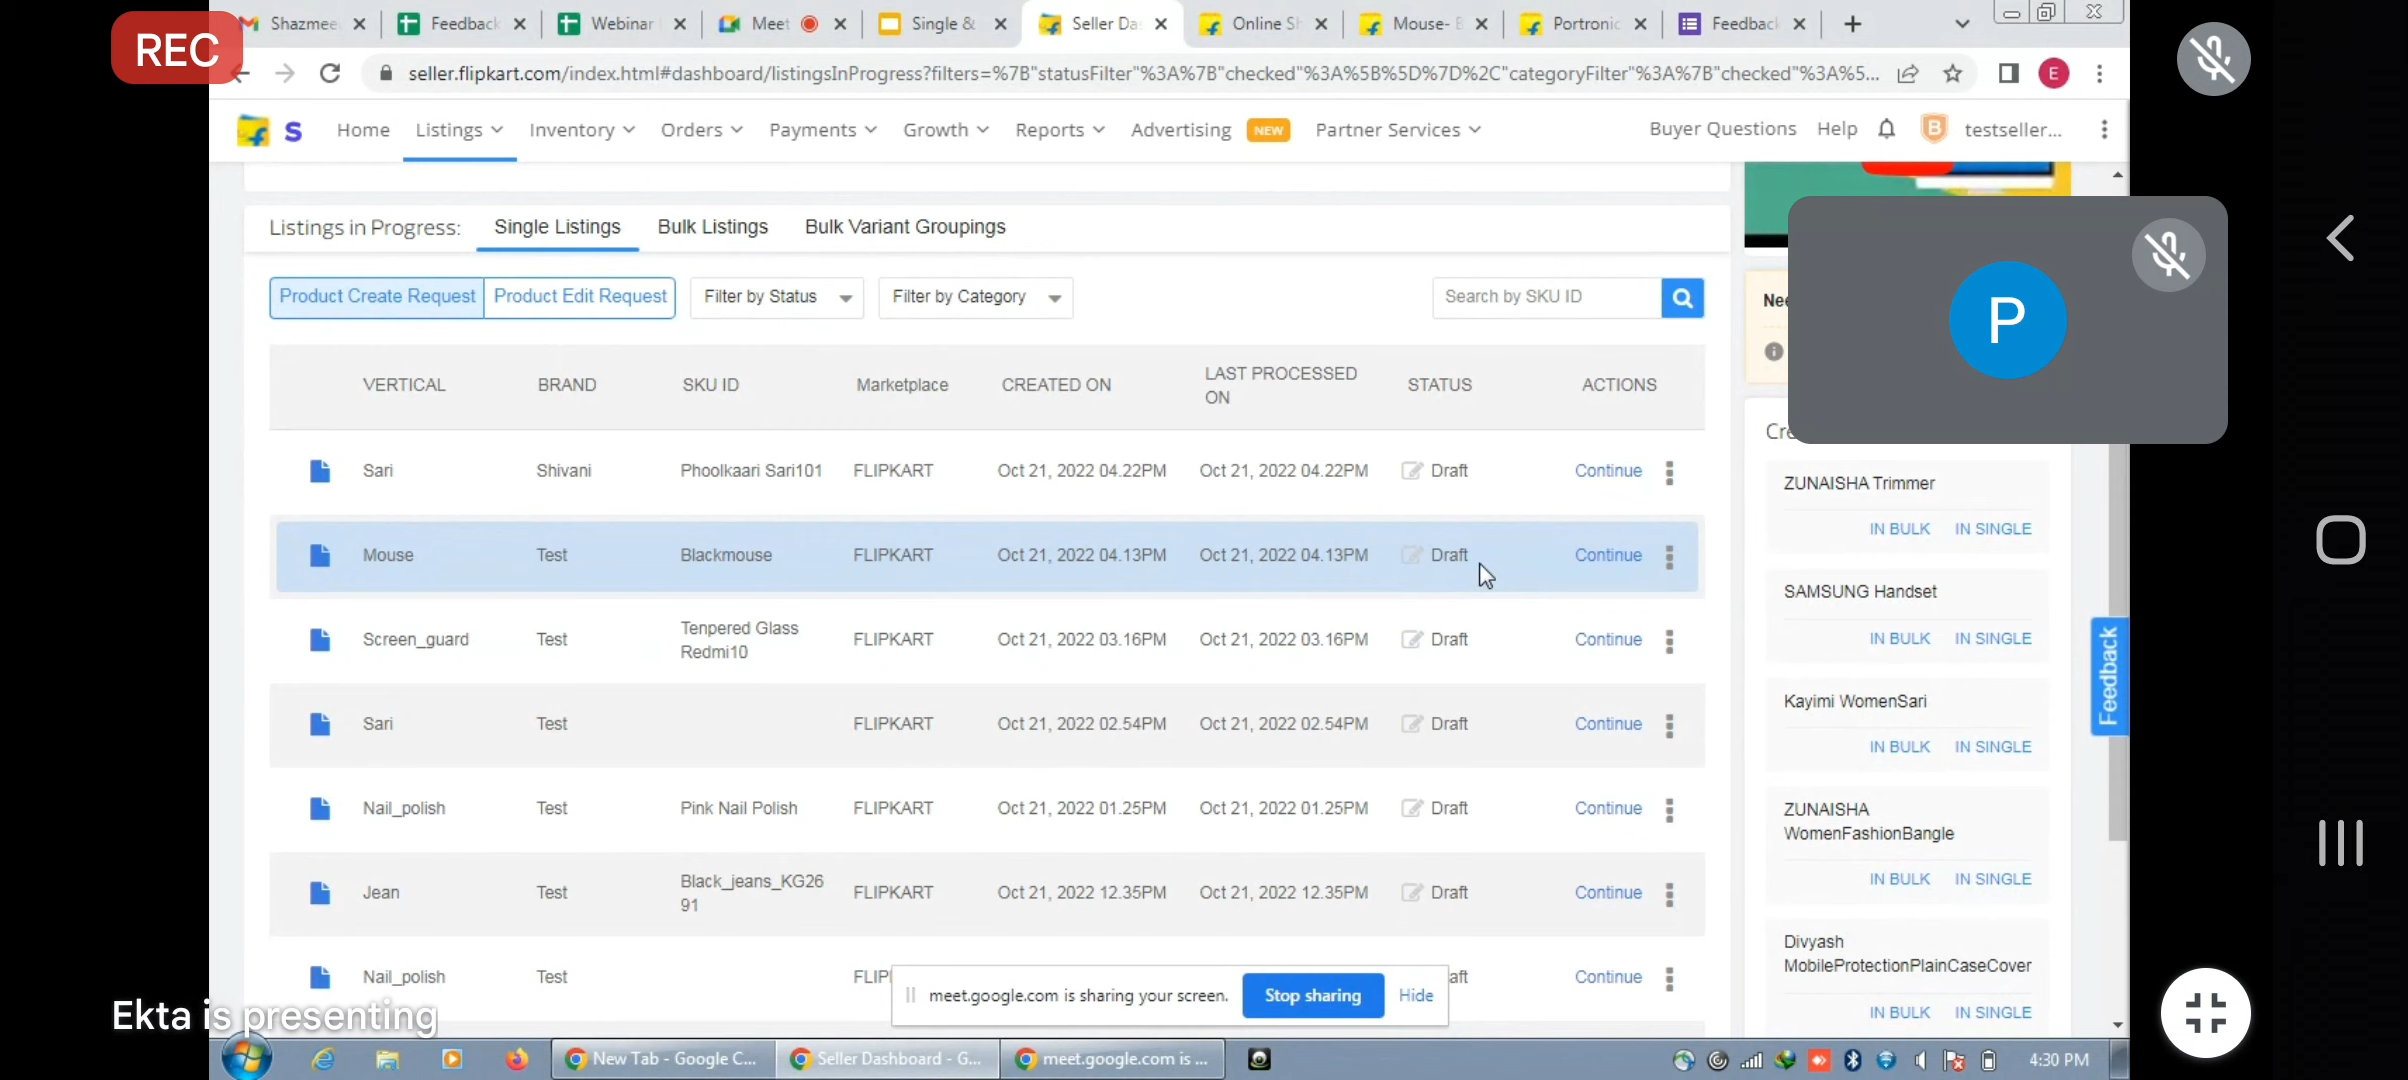 REC
Shazmee
Feedback
Webinar
Meet
Single &
Seller Da
Online Sh
Mouse- B
Portronic
Feedback
seller.flipkart.com/index.html#dashboard/listingsInProgress?filters=%7B"statusFilter"%3A%7B"checked"%3A%5B%5D%7D%2C"categoryFilter"%3A%7B"checked"%3A%5...
E
S Home Listings Inventory Orders Payments Growth Reports Advertising NEW Partner Services Buyer Questions Help B testseller...
Listings in Progress: Single Listings Bulk Listings Bulk Variant Groupings
Product Create Request Product Edit Request Filter by Status Filter by Category Search by SKU ID
VERTICAL BRAND SKU ID Marketplace CREATED ON LAST PROCESSED ON STATUS ACTIONS
Sari Shivani Phoolkaari Sari101 FLIPKART Oct 21, 2022 04.22PM Oct 21, 2022 04.22PM Draft Continue
Mouse Test Blackmouse FLIPKART Oct 21, 2022 04.13PM Oct 21, 2022 04.13PM Draft Continue
Screen_guard Test Tenpered Glass Redmi10 FLIPKART Oct 21, 2022 03.16PM Oct 21, 2022 03.16PM Draft Continue
Sari Test FLIPKART Oct 21, 2022 02.54PM Oct 21, 2022 02.54PM Draft Continue
Nail_polish Test Pink Nail Polish FLIPKART Oct 21, 2022 01.25PM Oct 21, 2022 01.25PM Draft Continue
Jean Test Black_jeans_KG2691 FLIPKART Oct 21, 2022 12.35PM Oct 21, 2022 12.35PM Draft Continue
Nail_polish Test FLIP aft Continue
P
ZUNAISHA Trimmer
IN BULK IN SINGLE
SAMSUNG Handset
IN BULK IN SINGLE
Kayimi WomenSari
IN BULK IN SINGLE
ZUNAISHA
WomenFashionBangle
IN BULK IN SINGLE
Divyash
MobileProtectionPlainCaseCover
IN BULK IN SINGLE
Feedback
meet.google.com is sharing your screen. Stop sharing Hide
Ekta is presenting
New Tab - Google C...
Seller Dashboard - G...
meet.google.com is ...
4:30 PM